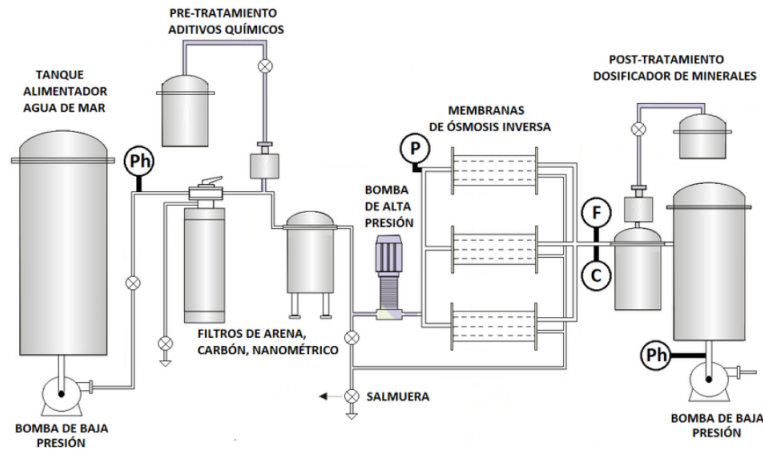 PRE-TRATAMIENTO
ADITIVOS QUÍMICOS
TANQUE
ALIMENTADOR
AGUA DE MAR
POST-TRATAMIENTO
DOSIFICADOR DE MINERALES
MEMBRANAS
DE ÓSMOSIS INVERSA
Ph
P
BOMBA
DE ALTA
PRESIÓN
F
C
FILTROS DE ARENA,
CARBÓN, NANOMÉTRICO
Ph
SALMUERA
BOMBA DE BAJA
PRESIÓN
BOMBA DE BAJA
PRESIÓN